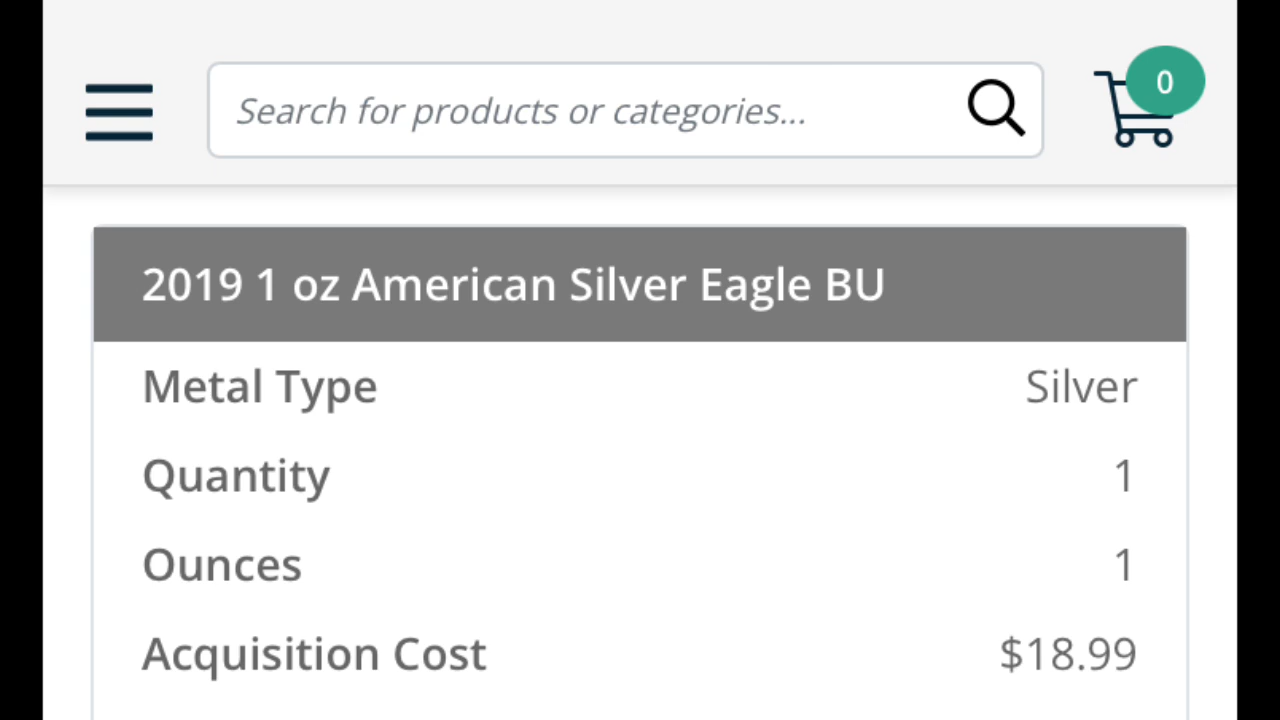 Search for products or categories...
0
2019 1 oz American Silver Eagle BU
Metal Type Silver
Quantity 1
Ounces 1
Acquisition Cost $18.99